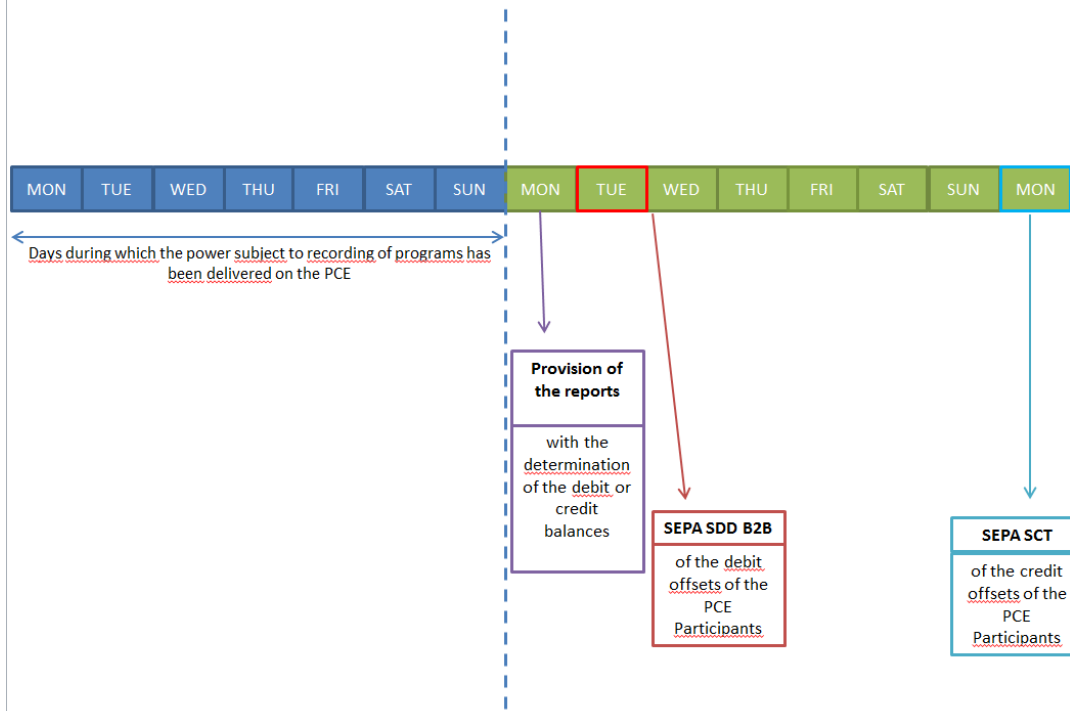 MON TUE WED THU FRI SAT SUN MON TUE WED THU FRI SAT SUN MON
Days during which the power subject to recording of programs has
been delivered on the PCE
Provision of
the reports
with the
determination
of the debit or
credit
balances
SEPA SDD B2B
of the debit
offsets of the
PCE
Participants
SEPA SCT
of the credit
offsets of the
PCE
Participants